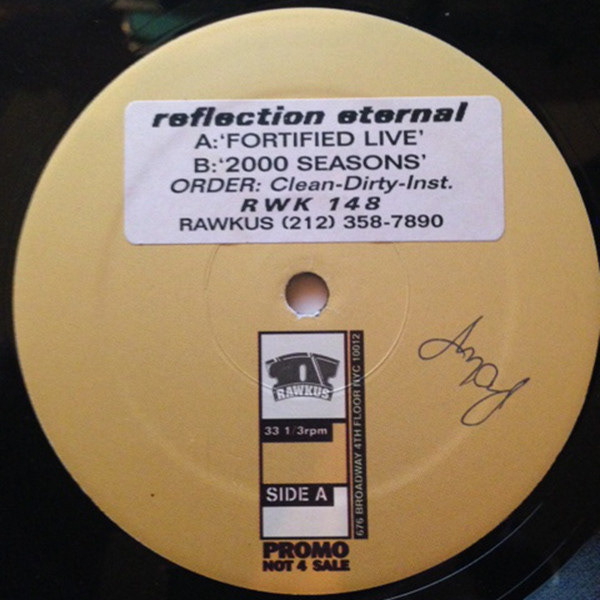 reflection eternal
A:'FORTIFIED LIVE'
B:'2000 SEASONS'
ORDER: Clean-Dirty-Inst.
RWK 148
RAWKUS (212) 358-7890
RAWKUS
33 1/3rpm
SIDE A
676 BROADWAY 4TH FLOOR NYC 10012
PROMO
NOT 4 SALE